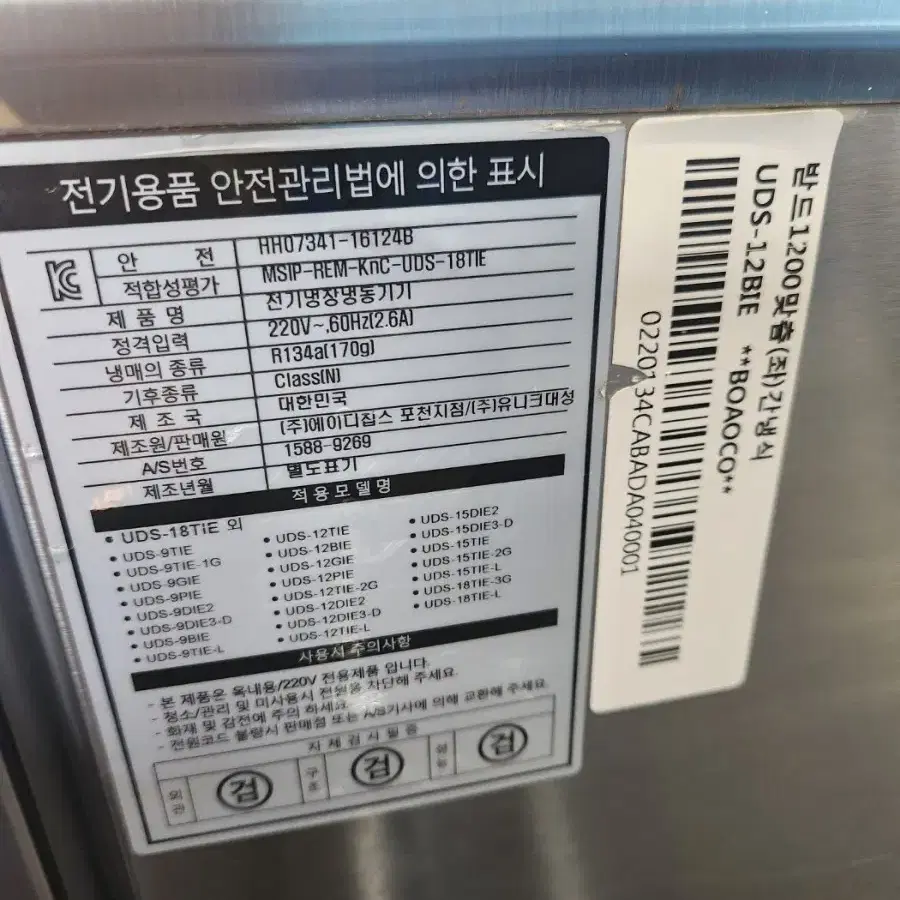 전기용품 안전관리법에 의한 표시
안 전 HH07341-16124B
적합성평가 MSIP-REM-KnC-UDS-18TIE
제 품 명 전기냉장냉동기기
정격입력 220V~,60Hz(2.6A)
냉매의 종류 R134a(170g)
기후종류 Class(N)
제 조 국 대한민국
제조원/판매원 (주)에이디참스 포천지점/(주)유니크대성
A/S번호 1588-9269
제조년월 별도표기
적용모델명
• UDS-18TiE 외
• UDS-9TIE
• UDS-9TIE-1G
• UDS-9GIE
• UDS-9PIE
• UDS-9DIE2
• UDS-9DIE3-D
• UDS-9BIE
• UDS-9TIE-L
• UDS-12TIE
• UDS-12BIE
• UDS-12GIE
• UDS-12PIE
• UDS-12TIE-2G
• UDS-12DIE2
• UDS-12DIE3-D
• UDS-12TIE-L
• UDS-15DIE2
• UDS-15DIE3-D
• UDS-15TIE
• UDS-15TIE-2G
• UDS-15TIE-L
• UDS-18TIE-3G
• UDS-18TIE-L
사용시 주의사항
- 본 제품은 옥내용/220V 전용제품 입니다.
- 청소/관리 및 미사용시 전원을 차단해 주세요.
- 화재 및 감전에 주의 하세요.
- 전원코드 불량시 판매점 또는 A/S기사에 의해 교환해 주세요.
자체검사필증
외관 검 구조 검 성능 검
받드1200맞춤(좌)간냉식
UDS-12BIE **BOAOCO**
0220134CABADA040001